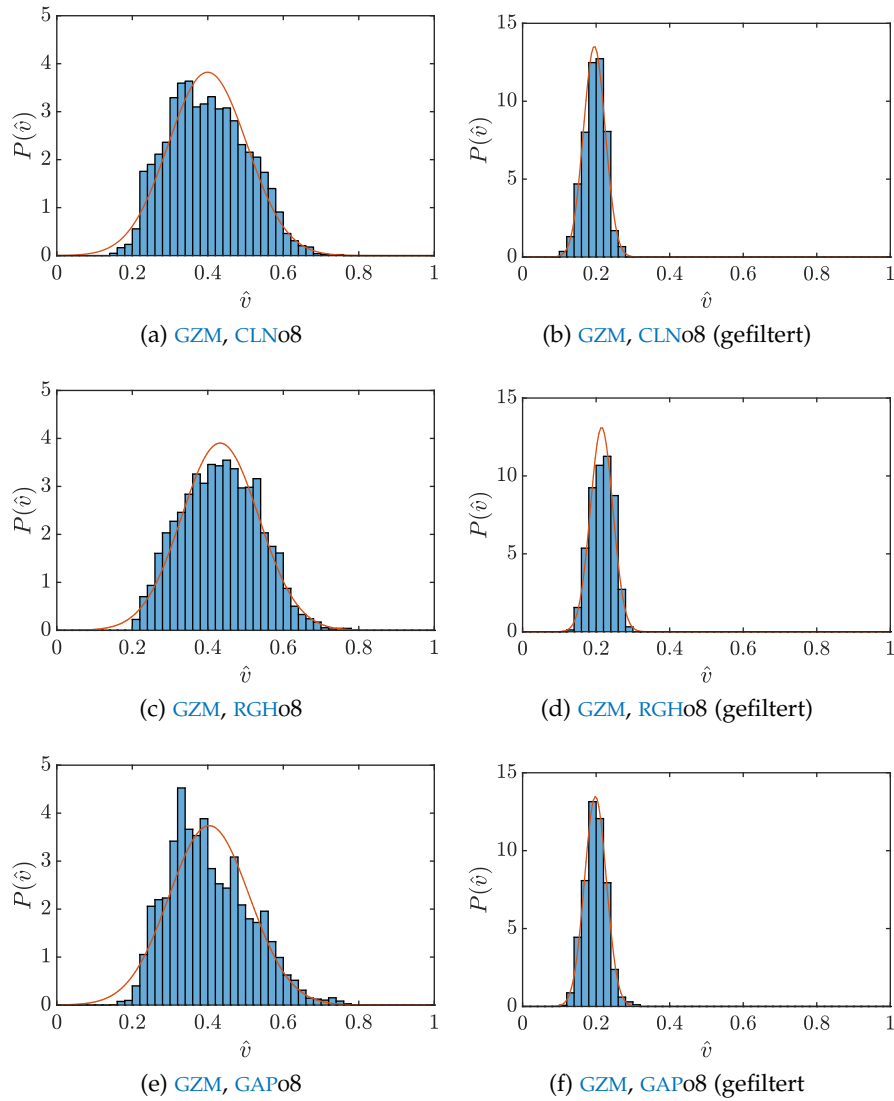 5
4
3
2
1
0
P(v̂)
0 0.2 0.4 0.6 0.8 1
v̂
(a) GZM, CLN08
15
10
5
0
P(v̂)
0 0.2 0.4 0.6 0.8 1
v̂
(b) GZM, CLN08 (gefiltert)
5
4
3
2
1
0
P(v̂)
0 0.2 0.4 0.6 0.8 1
v̂
(c) GZM, RGH08
15
10
5
0
P(v̂)
0 0.2 0.4 0.6 0.8 1
v̂
(d) GZM, RGH08 (gefiltert)
5
4
3
2
1
0
P(v̂)
0 0.2 0.4 0.6 0.8 1
v̂
(e) GZM, GAP08
15
10
5
0
P(v̂)
0 0.2 0.4 0.6 0.8 1
v̂
(f) GZM, GAP08 (gefiltert